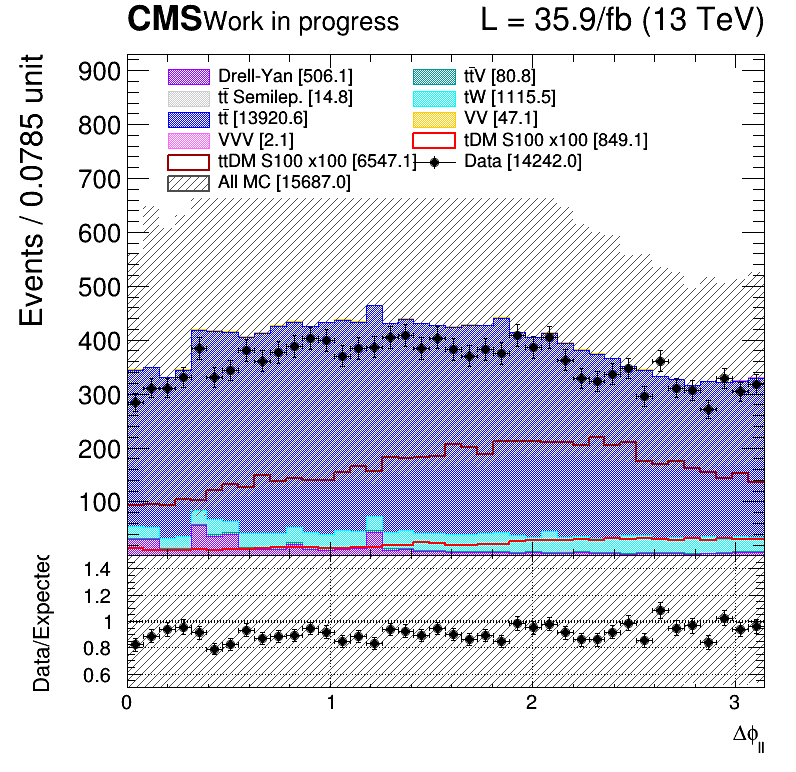 CMS Work in progress L = 35.9/fb (13 TeV)
Events / 0.0785 unit
900
800
700
600
500
400
300
200
100
Drell-Yan [506.1]
tt̄V [80.8]
tt̄ Semilep. [14.8]
tW [1115.5]
tt̄ [13920.6]
VV [47.1]
VVV [2.1]
tDM S100 x100 [849.1]
ttDM S100 x100 [6547.1]
Data [14242.0]
All MC [15687.0]
Data/Expected
1.4
1.2
1
0.8
0.6
0 1 2 3
Δϕ_ll